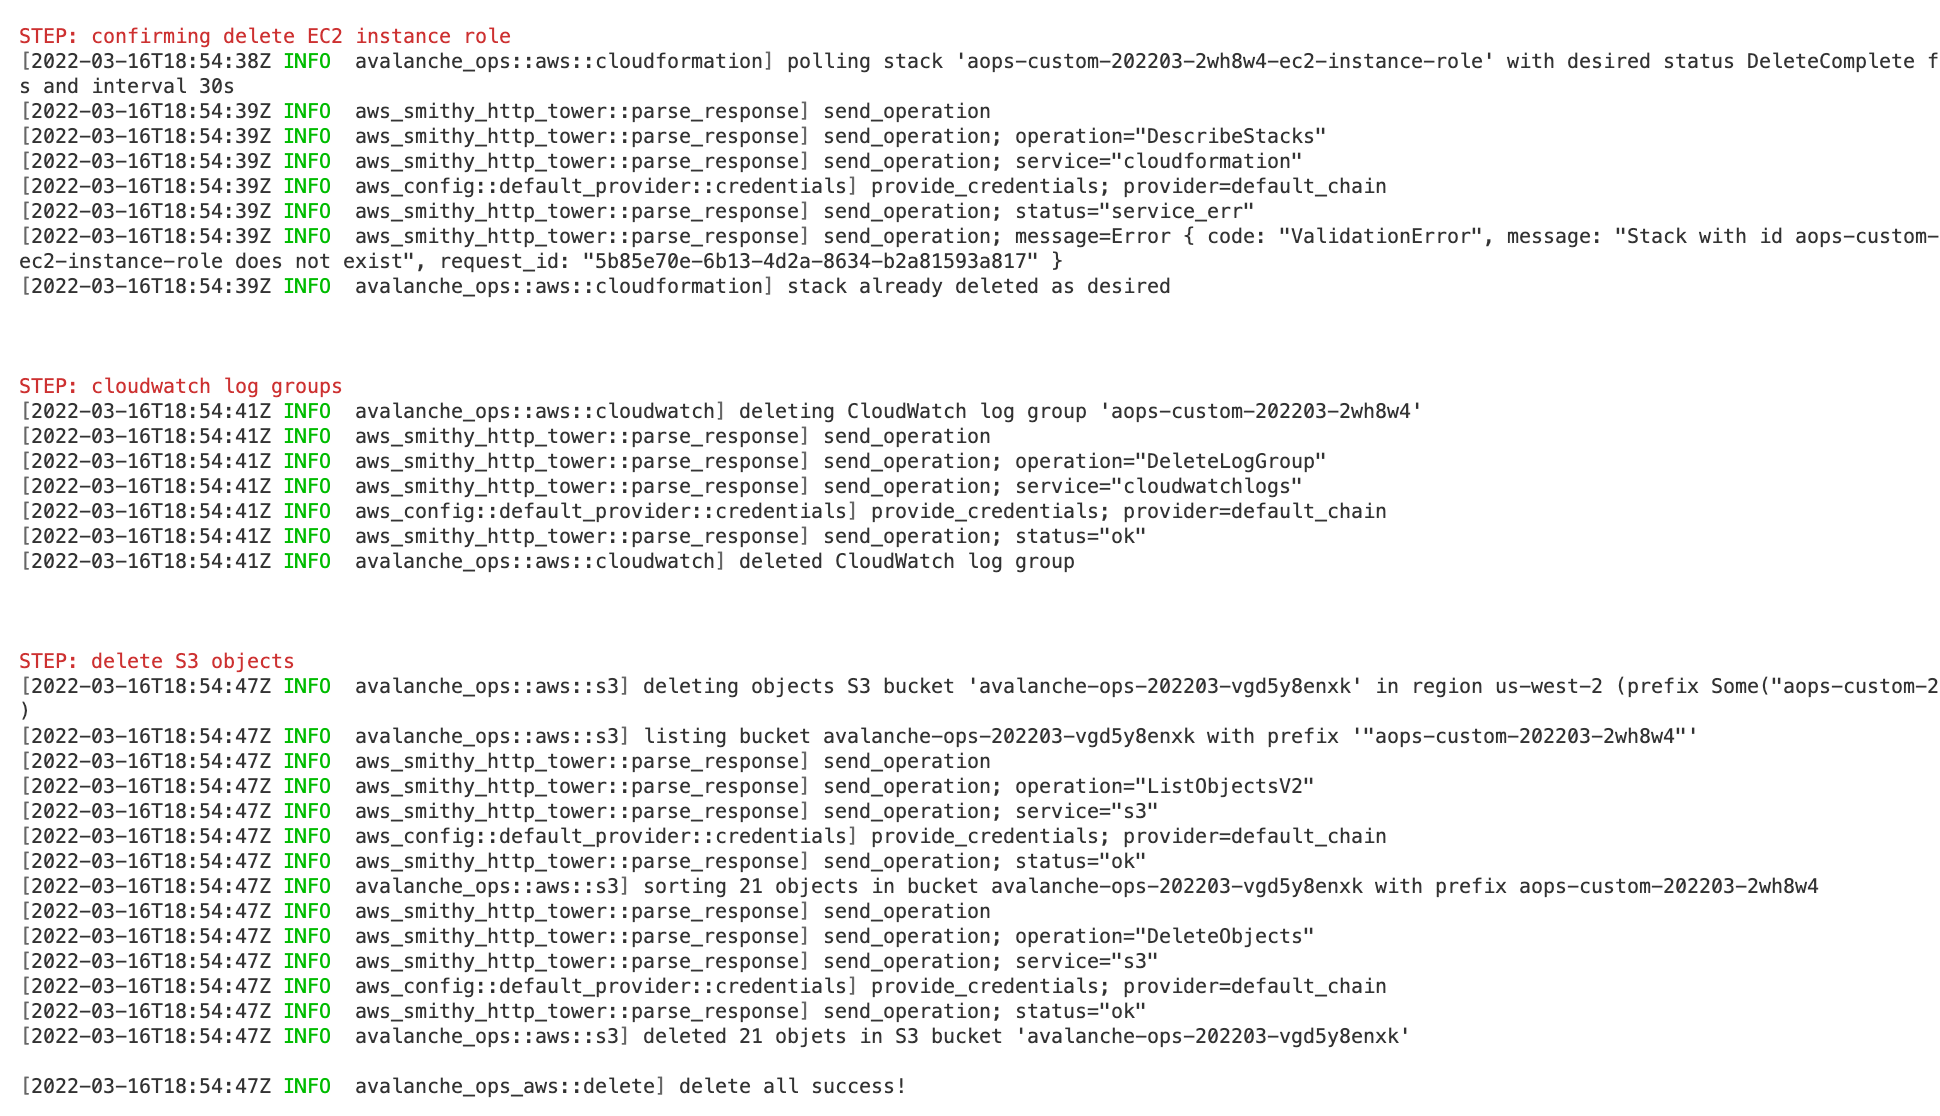 STEP: confirming delete EC2 instance role
[2022-03-16T18:54:38Z INFO  avalanche_ops::aws::cloudformation] polling stack 'aops-custom-202203-2wh8w4-ec2-instance-role' with desired status DeleteComplete f
s and interval 30s
[2022-03-16T18:54:39Z INFO  aws_smithy_http_tower::parse_response] send_operation
[2022-03-16T18:54:39Z INFO  aws_smithy_http_tower::parse_response] send_operation; operation="DescribeStacks"
[2022-03-16T18:54:39Z INFO  aws_smithy_http_tower::parse_response] send_operation; service="cloudformation"
[2022-03-16T18:54:39Z INFO  aws_config::default_provider::credentials] provide_credentials; provider=default_chain
[2022-03-16T18:54:39Z INFO  aws_smithy_http_tower::parse_response] send_operation; status="service_err"
[2022-03-16T18:54:39Z INFO  aws_smithy_http_tower::parse_response] send_operation; message=Error { code: "ValidationError", message: "Stack with id aops-custom-
ec2-instance-role does not exist", request_id: "5b85e70e-6b13-4d2a-8634-b2a81593a817" }
[2022-03-16T18:54:39Z INFO  avalanche_ops::aws::cloudformation] stack already deleted as desired
STEP: cloudwatch log groups
[2022-03-16T18:54:41Z INFO  avalanche_ops::aws::cloudwatch] deleting CloudWatch log group 'aops-custom-202203-2wh8w4'
[2022-03-16T18:54:41Z INFO  aws_smithy_http_tower::parse_response] send_operation
[2022-03-16T18:54:41Z INFO  aws_smithy_http_tower::parse_response] send_operation; operation="DeleteLogGroup"
[2022-03-16T18:54:41Z INFO  aws_smithy_http_tower::parse_response] send_operation; service="cloudwatchlogs"
[2022-03-16T18:54:41Z INFO  aws_config::default_provider::credentials] provide_credentials; provider=default_chain
[2022-03-16T18:54:41Z INFO  aws_smithy_http_tower::parse_response] send_operation; status="ok"
[2022-03-16T18:54:41Z INFO  avalanche_ops::aws::cloudwatch] deleted CloudWatch log group
STEP: delete S3 objects
[2022-03-16T18:54:47Z INFO  avalanche_ops::aws::s3] deleting objects S3 bucket 'avalanche-ops-202203-vgd5y8enxk' in region us-west-2 (prefix Some("aops-custom-2
)
[2022-03-16T18:54:47Z INFO  avalanche_ops::aws::s3] listing bucket avalanche-ops-202203-vgd5y8enxk with prefix '"aops-custom-202203-2wh8w4"'
[2022-03-16T18:54:47Z INFO  aws_smithy_http_tower::parse_response] send_operation
[2022-03-16T18:54:47Z INFO  aws_smithy_http_tower::parse_response] send_operation; operation="ListObjectsV2"
[2022-03-16T18:54:47Z INFO  aws_smithy_http_tower::parse_response] send_operation; service="s3"
[2022-03-16T18:54:47Z INFO  aws_config::default_provider::credentials] provide_credentials; provider=default_chain
[2022-03-16T18:54:47Z INFO  aws_smithy_http_tower::parse_response] send_operation; status="ok"
[2022-03-16T18:54:47Z INFO  avalanche_ops::aws::s3] sorting 21 objects in bucket avalanche-ops-202203-vgd5y8enxk with prefix aops-custom-202203-2wh8w4
[2022-03-16T18:54:47Z INFO  aws_smithy_http_tower::parse_response] send_operation
[2022-03-16T18:54:47Z INFO  aws_smithy_http_tower::parse_response] send_operation; operation="DeleteObjects"
[2022-03-16T18:54:47Z INFO  aws_smithy_http_tower::parse_response] send_operation; service="s3"
[2022-03-16T18:54:47Z INFO  aws_config::default_provider::credentials] provide_credentials; provider=default_chain
[2022-03-16T18:54:47Z INFO  aws_smithy_http_tower::parse_response] send_operation; status="ok"
[2022-03-16T18:54:47Z INFO  avalanche_ops::aws::s3] deleted 21 objets in S3 bucket 'avalanche-ops-202203-vgd5y8enxk'
[2022-03-16T18:54:47Z INFO  avalanche_ops_aws::delete] delete all success!